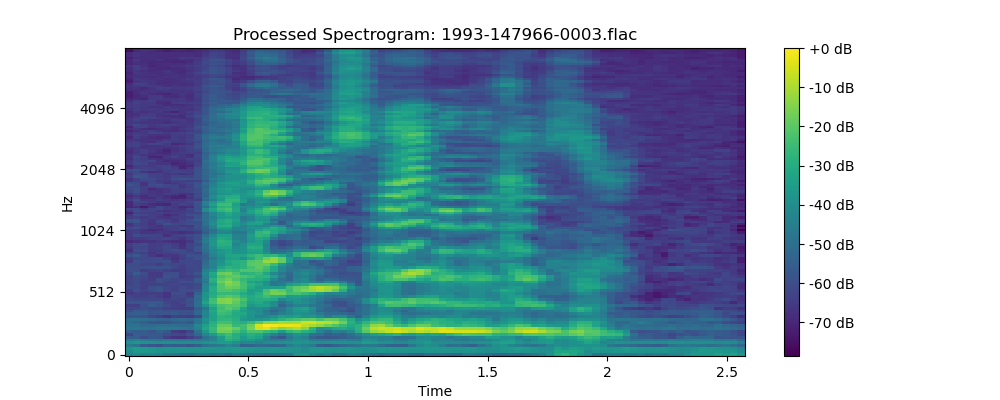 Processed Spectrogram: 1993-147966-0003.flac
Hz
4096
2048
1024
512
0
0
0.5
1
1.5
2
2.5
Time
+0 dB
-10 dB
-20 dB
-30 dB
-40 dB
-50 dB
-60 dB
-70 dB